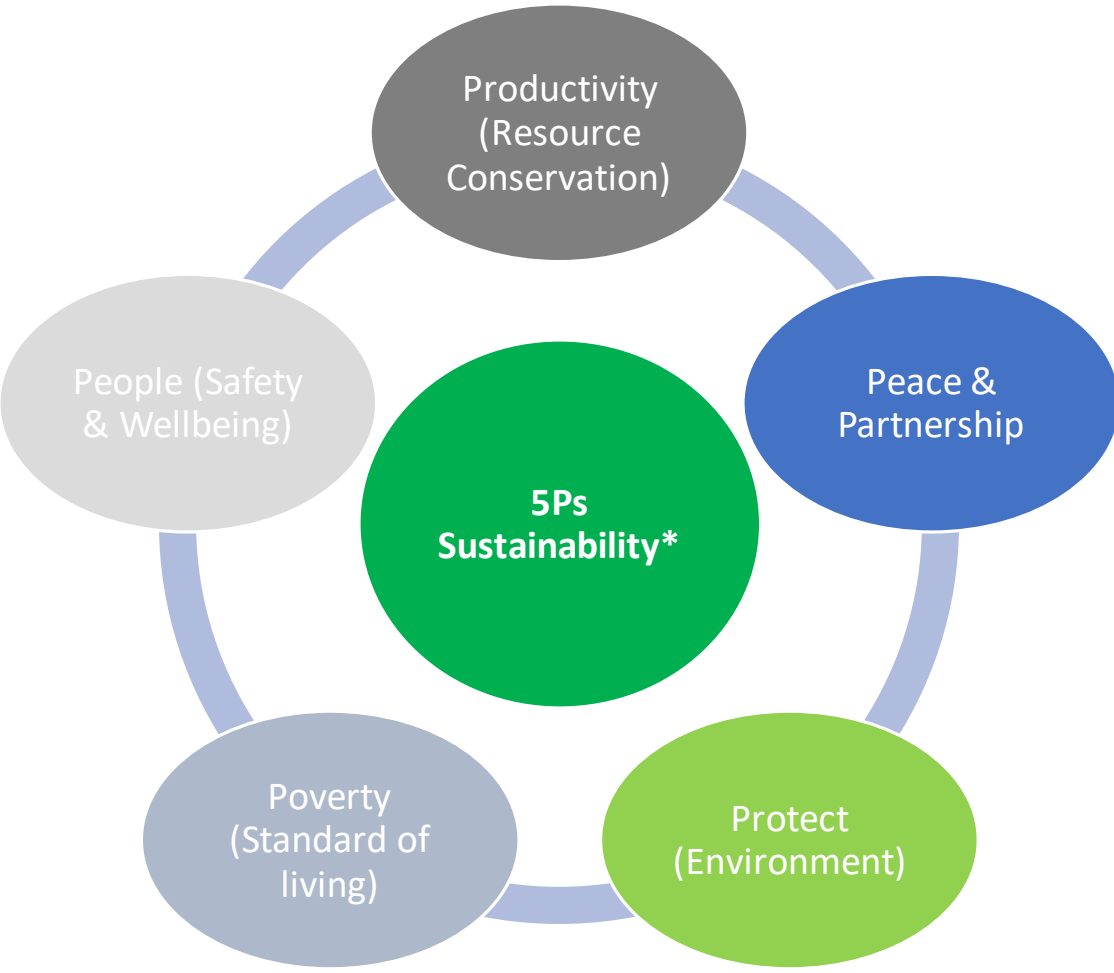 Productivity
(Resource
Conservation)
People (Safety
& Wellbeing)
Peace &
Partnership
5Ps
Sustainability*
Poverty
(Standard of
living)
Protect
(Environment)